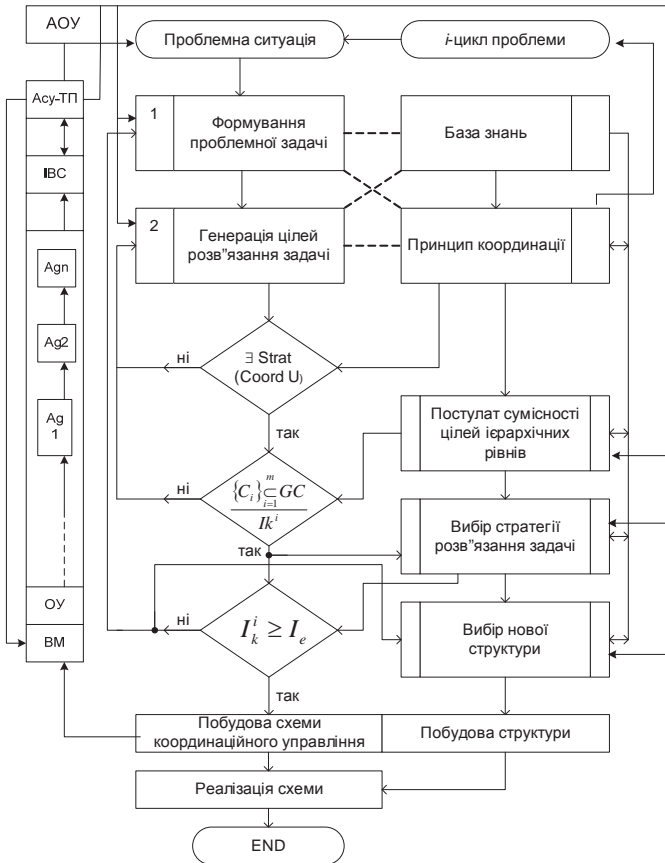 АОУ
Проблемна ситуація
i-цикл проблеми
Асу-ТП
1
Формування
проблемної задачі
База знань
ІВС
2
Генерація цілей
розв"язання задачі
Принцип координації
Agn
Ag2
Ag
1
ні
∃ Strat
(Coord U)
так
Постулат сумісності
цілей ієрархічних
рівнів
ні
{C_i}_{i=1}^{m} ⊆ GC
Ik^i
так
Вибір стратегії
розв"язання задачі
ОУ
ВМ
ні
I_k^i ≥ I_e
Вибір нової
структури
так
Побудова схеми
координаційного управління
Побудова структури
Реалізація схеми
END